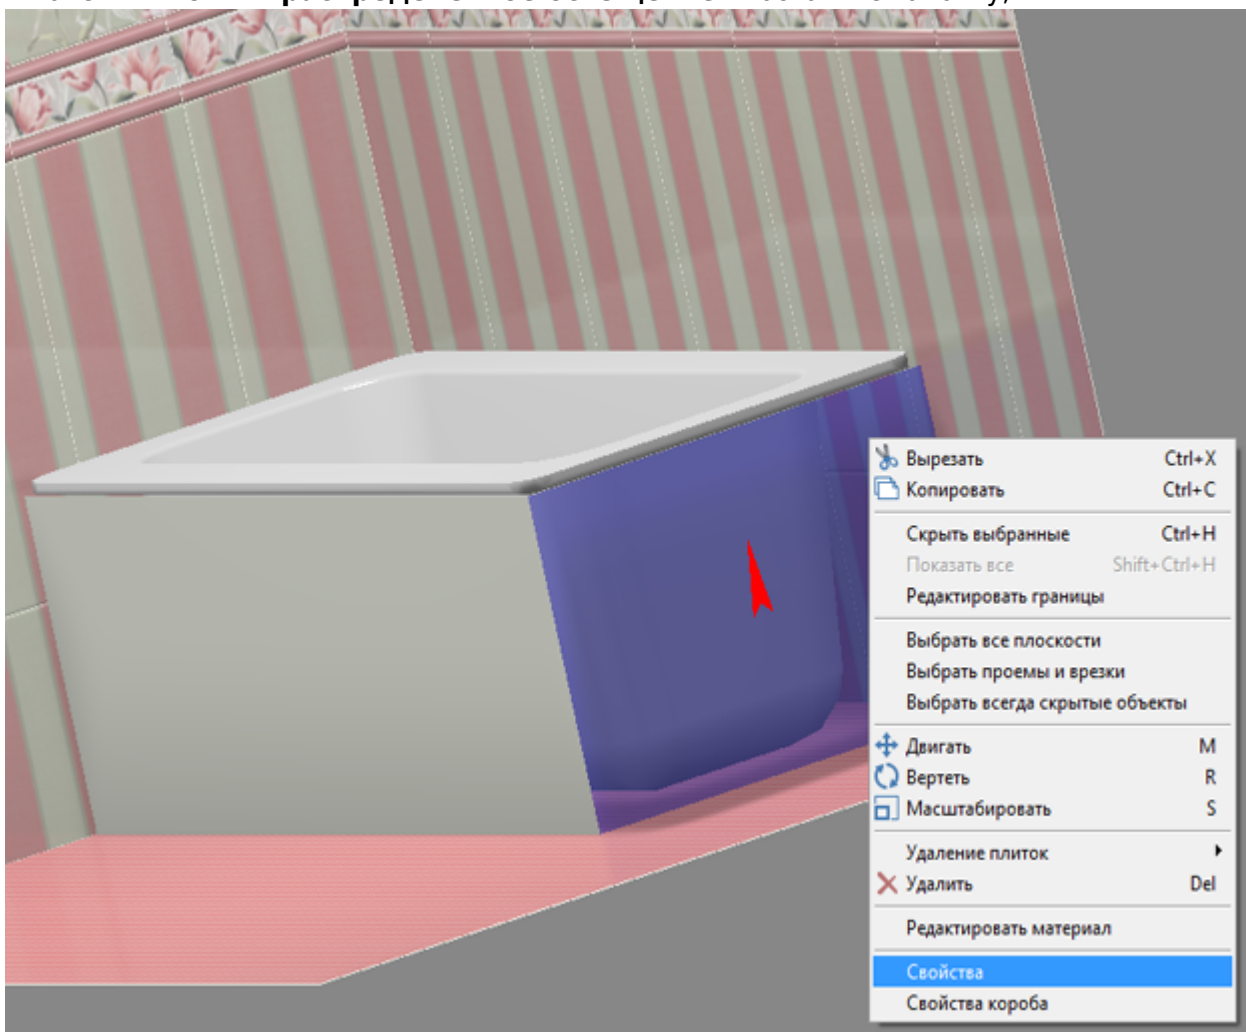 Вырезать Ctrl+X
Копировать Ctrl+C
Скрыть выбранные Ctrl+H
Показать все Shift+Ctrl+H
Редактировать границы
Выбрать все плоскости
Выбрать проемы и врезки
Выбрать всегда скрытые объекты
Двигать M
Вертеть R
Масштабировать S
Удаление плиток
Удалить Del
Редактировать материал
Свойства
Свойства короба